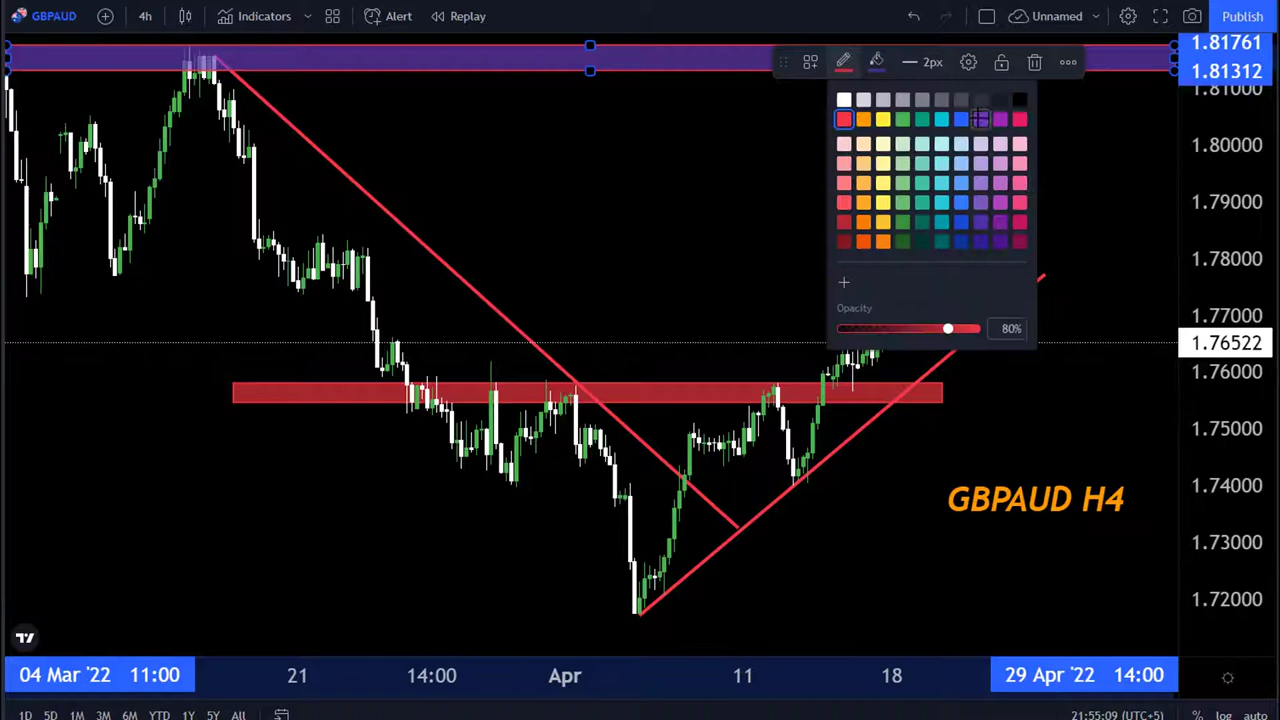 GBPAUD 4h Indicators Alert Replay Unnamed Publish
1.81761
1.81312
1.81000
1.80000
1.79000
1.78000
1.77000
1.76522
1.76000
1.75000
1.74000
1.73000
1.72000
2px
Opacity
80%
GBPAUD H4
04 Mar '22 11:00 21 14:00 Apr 11 18 29 Apr '22 14:00
1D 5D 1M 3M 6M YTD 1Y 5Y All 21:55:09 (UTC+5) % log auto